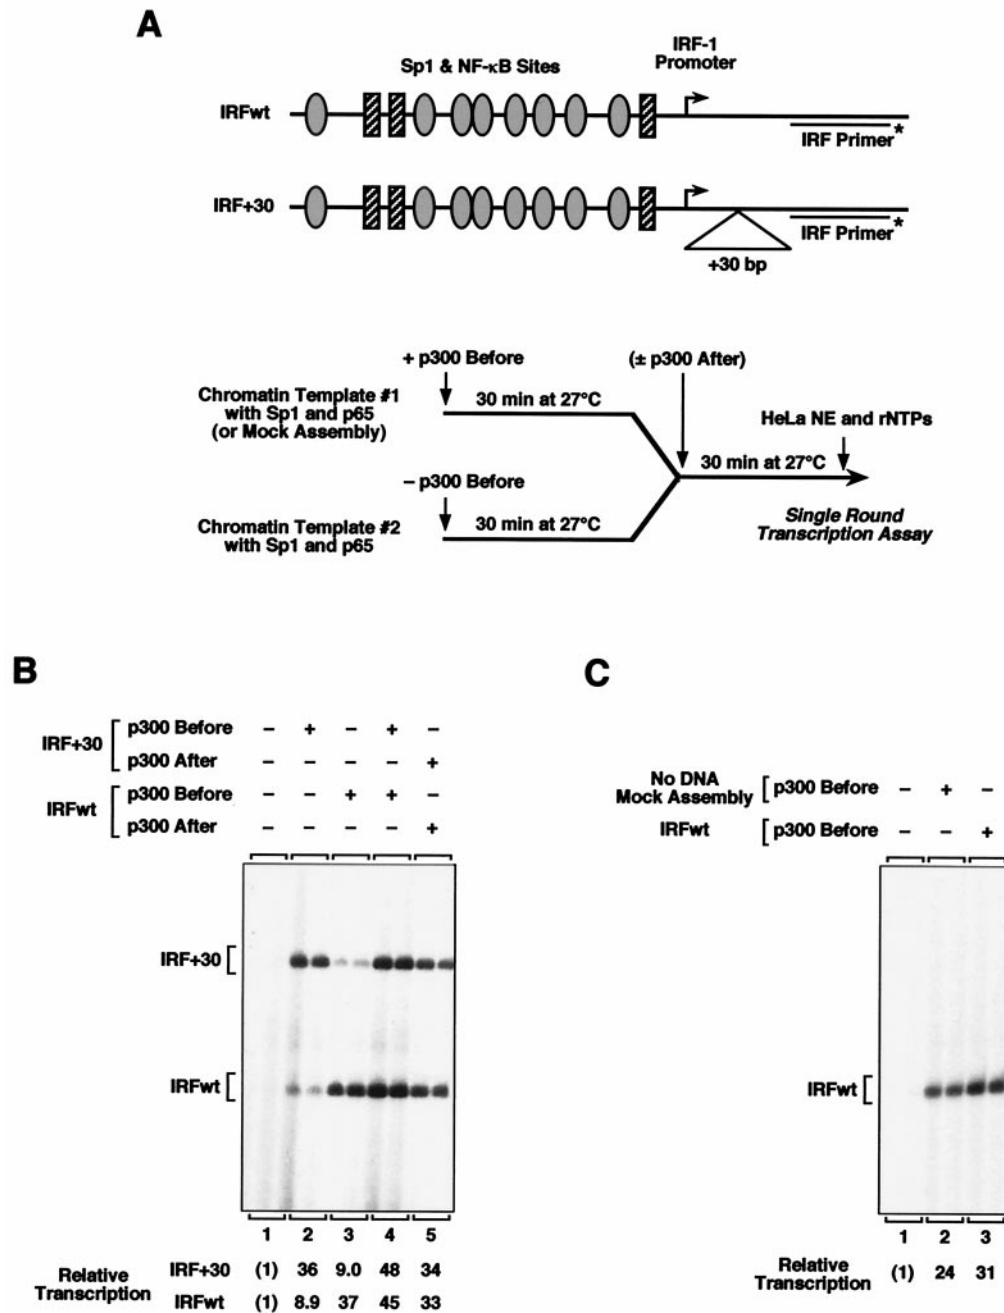 A
IRF-1
Promoter
Sp1 & NF-κB Sites
IRFwt
IRF Primer*
IRF+30
IRF Primer*
+30 bp
+ p300 Before
(± p300 After)
Chromatin Template #1
with Sp1 and p65
(or Mock Assembly)
30 min at 27°C
HeLa NE and rNTPs
30 min at 27°C
– p300 Before
Chromatin Template #2
with Sp1 and p65
30 min at 27°C
Single Round
Transcription Assay
B
IRF+30
p300 Before – + – + –
p300 After – – – – +
IRFwt
p300 Before – – + + –
p300 After – – – – +
IRF+30
IRFwt
1 2 3 4 5
Relative
Transcription
IRF+30 (1) 36 9.0 48 34
IRFwt (1) 8.9 37 45 33
C
No DNA
Mock Assembly
p300 Before – + –
IRFwt
p300 Before – – +
IRFwt
1 2 3
Relative
Transcription
(1) 24 31